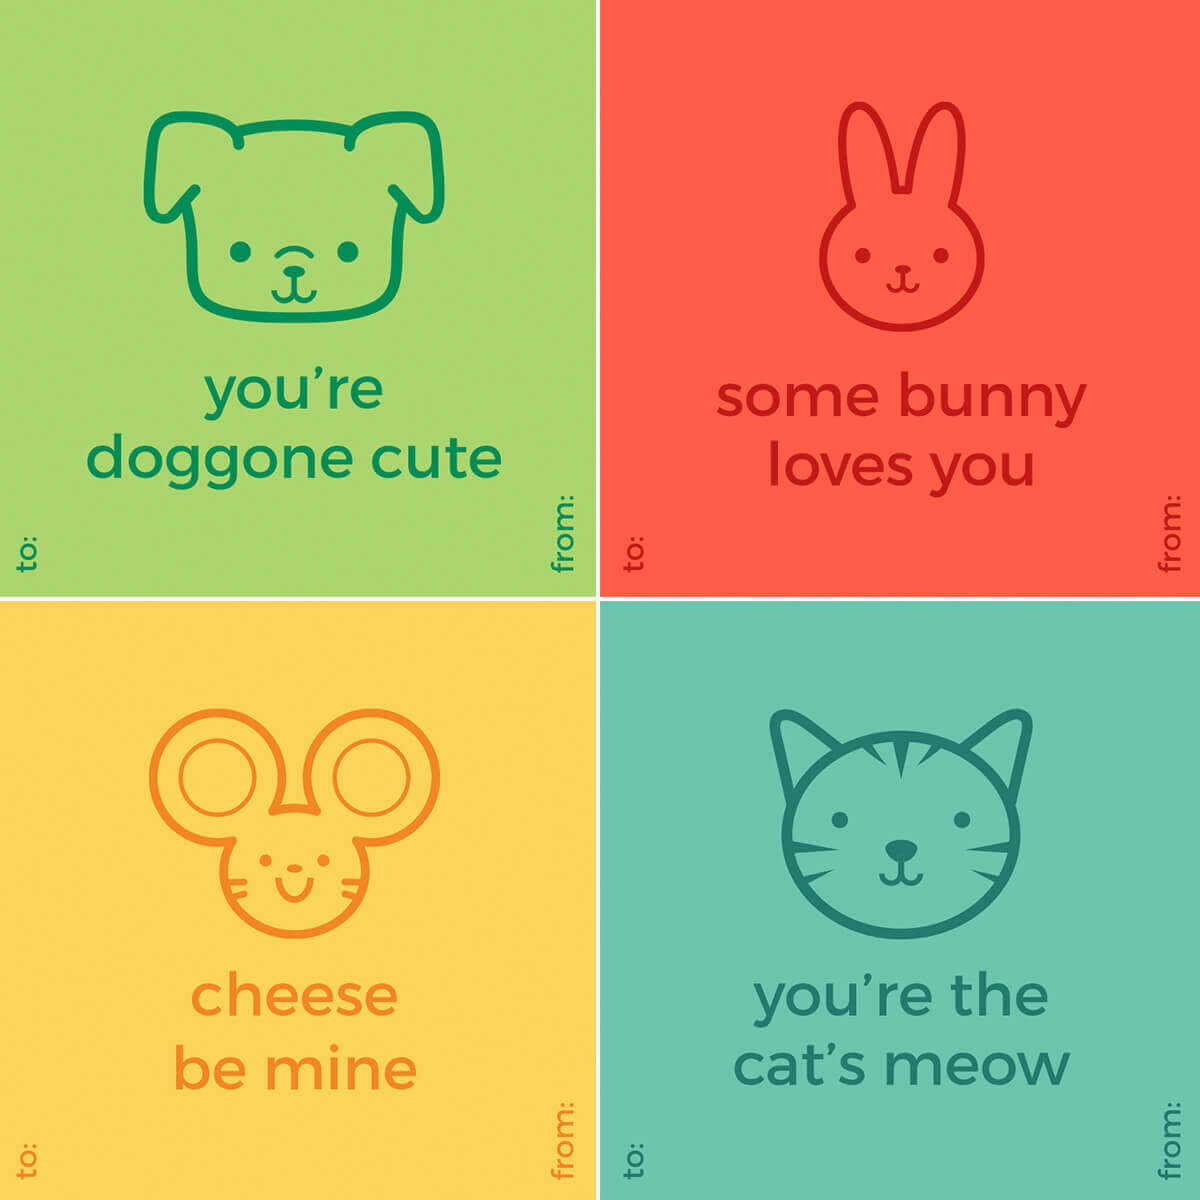 you’re
doggone cute
to:
from:
some bunny
loves you
to:
from:
cheese
be mine
to:
from:
you’re the
cat’s meow
to:
from: